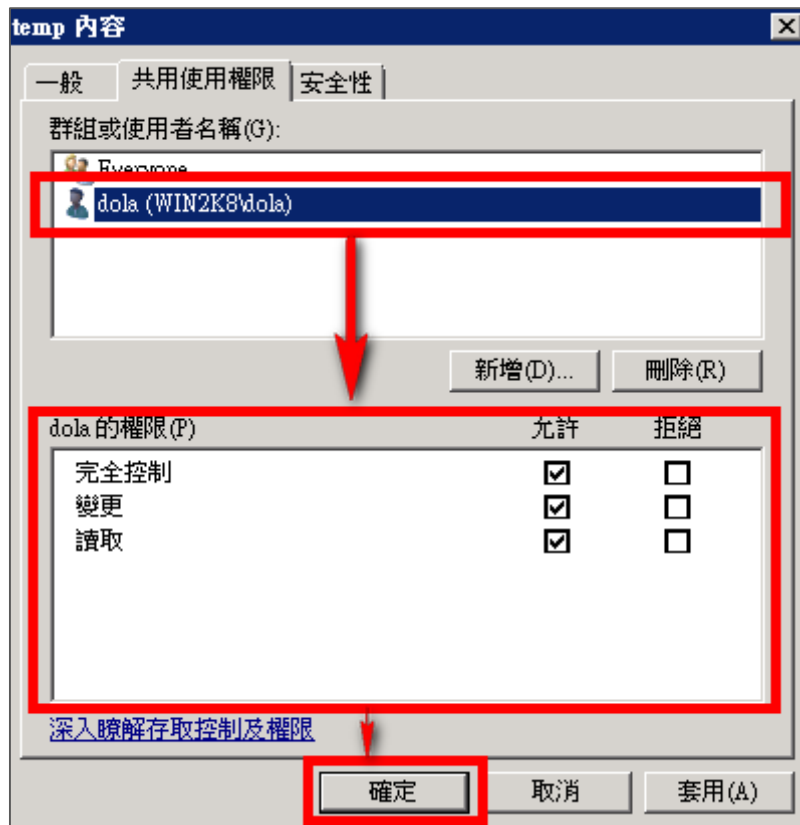 temp 內容
一般 共用使用權限 安全性
群組或使用者名稱(G):
Everyone
dola (WIN2K8\dola)
新增(D)... 刪除(R)
dola 的權限(P) 允許 拒絕
完全控制
變更
讀取
深入瞭解存取控制及權限
確定 取消 套用(A)